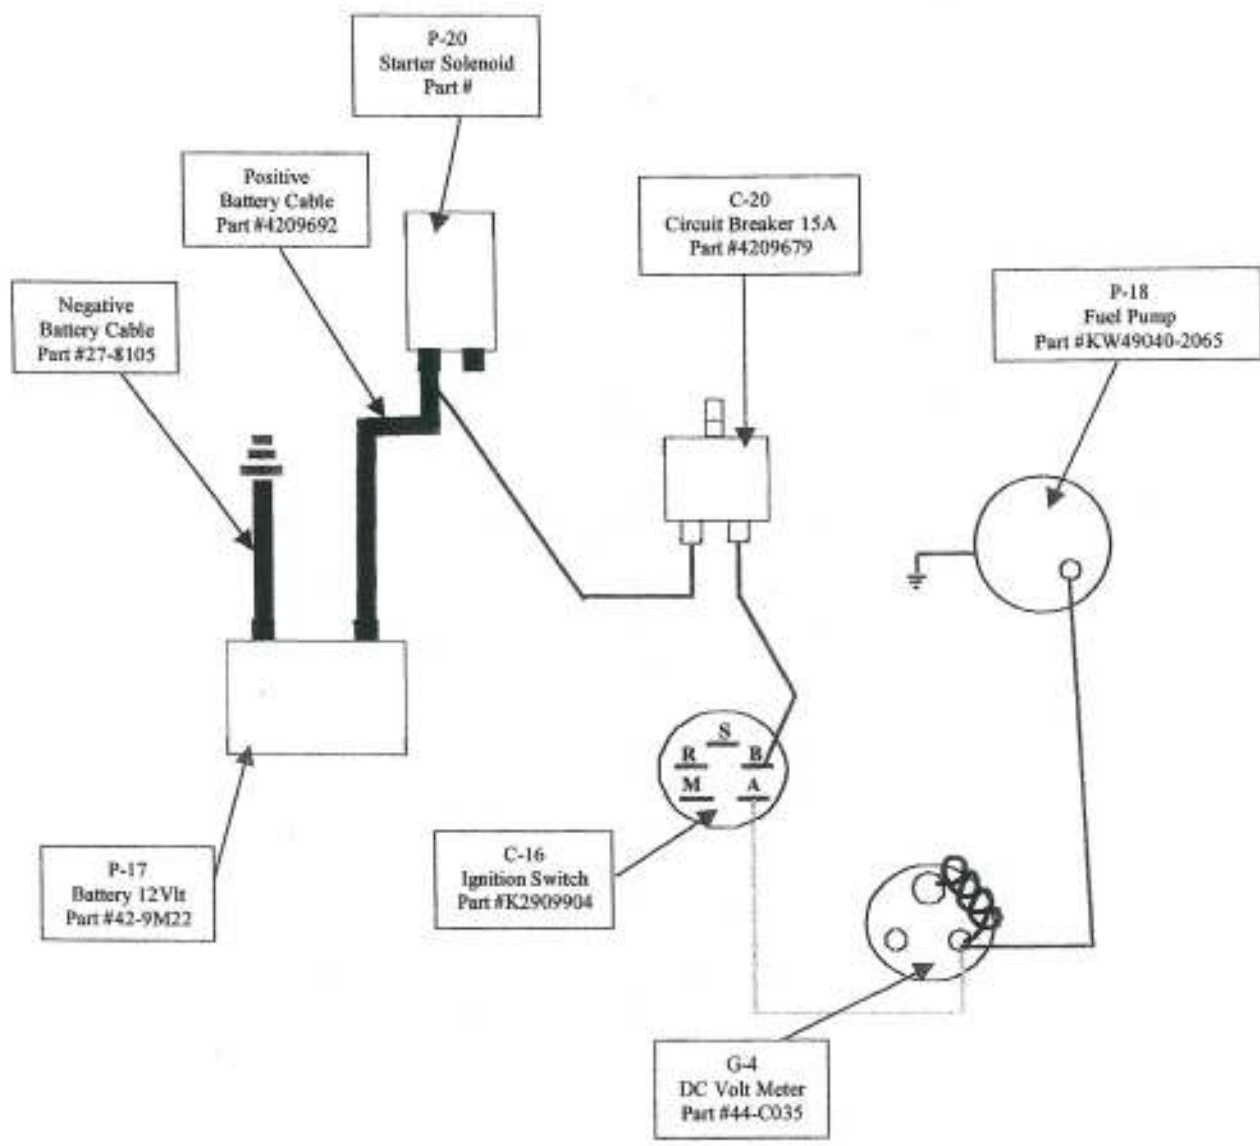 P-20
Starter Solenoid
Part #
Positive
Battery Cable
Part #4209692
C-20
Circuit Breaker 15A
Part #4209679
Negative
Battery Cable
Part #27-8105
P-18
Fuel Pump
Part #KW49040-2065
S
R
B
M
A
C-16
Ignition Switch
Part #K2909904
P-17
Battery 12Vlt
Part #42-9M22
G-4
DC Volt Meter
Part #44-C035